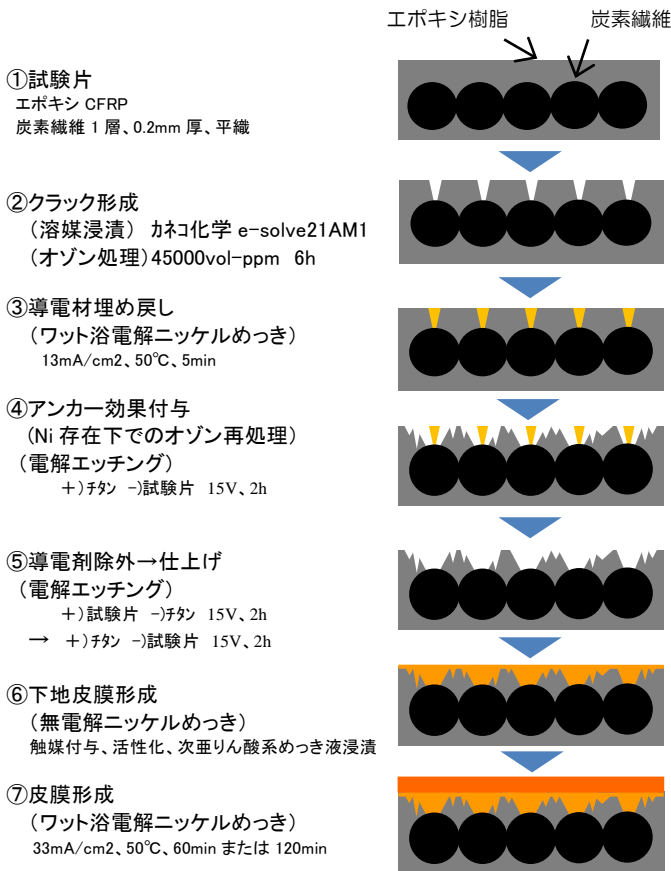 エポキシ樹脂 炭素繊維
①試験片
エポキシ CFRP
炭素繊維 1 層、0.2mm 厚、平織
②クラック形成
（溶媒浸漬） ｶﾈｺ化学 e-solve21AM1
（オゾン処理）45000vol-ppm 6h
③導電材埋め戻し
（ワット浴電解ニッケルめっき）
13mA/cm2、50℃、5min
④アンカー効果付与
（Ni 存在下でのオゾン再処理）
（電解エッチング）
＋）ﾁﾀﾝ －）試験片 15V、2h
⑤導電剤除外→仕上げ
（電解エッチング）
＋）試験片 －）ﾁﾀﾝ 15V、2h
→ ＋）ﾁﾀﾝ －）試験片 15V、2h
⑥下地皮膜形成
（無電解ニッケルめっき）
触媒付与、活性化、次亜りん酸系めっき液浸漬
⑦皮膜形成
（ワット浴電解ニッケルめっき）
33mA/cm2、50℃、60min または 120min